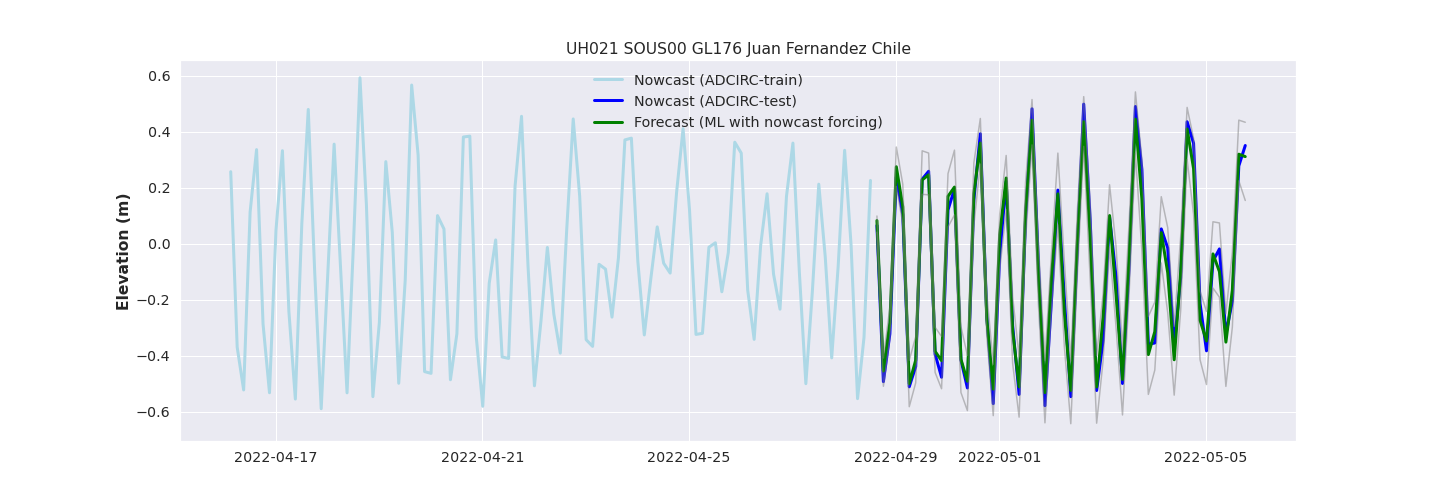 UH021 SOUS00 GL176 Juan Fernandez Chile
Nowcast (ADCIRC-train)
Nowcast (ADCIRC-test)
Forecast (ML with nowcast forcing)
Elevation (m)
0.6
0.4
0.2
0.0
−0.2
−0.4
−0.6
2022-04-17 2022-04-21 2022-04-25 2022-04-29 2022-05-01 2022-05-05